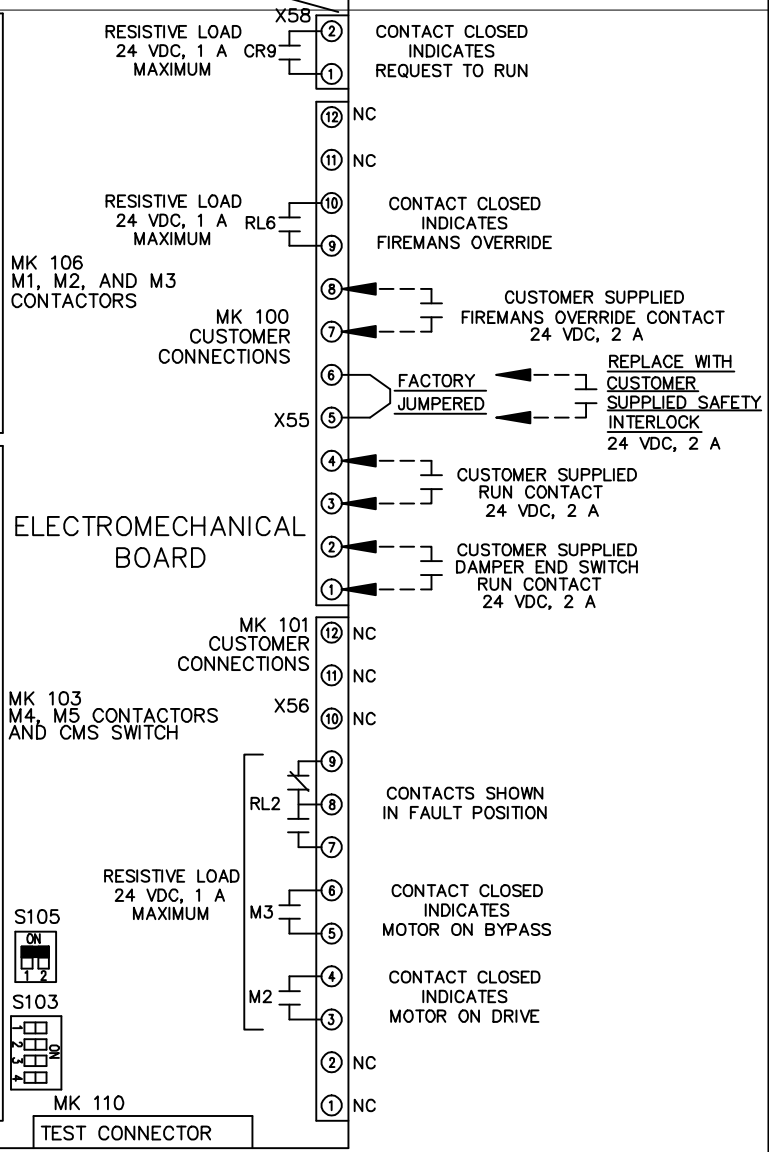 X58
RESISTIVE LOAD
24 VDC, 1 A CR9
MAXIMUM
2
1
CONTACT CLOSED
INDICATES
REQUEST TO RUN
12 NC
11 NC
RESISTIVE LOAD
24 VDC, 1 A RL6
MAXIMUM
10
9
CONTACT CLOSED
INDICATES
FIREMANS OVERRIDE
MK 106
M1, M2, AND M3
CONTACTORS
8
7
CUSTOMER SUPPLIED
FIREMANS OVERRIDE CONTACT
24 VDC, 2 A
MK 100
CUSTOMER
CONNECTIONS
6
5
FACTORY
JUMPERED
REPLACE WITH
CUSTOMER
SUPPLIED SAFETY
INTERLOCK
24 VDC, 2 A
X55
4
3
CUSTOMER SUPPLIED
RUN CONTACT
24 VDC, 2 A
ELECTROMECHANICAL
BOARD
2
1
CUSTOMER SUPPLIED
DAMPER END SWITCH
RUN CONTACT
24 VDC, 2 A
MK 101
CUSTOMER
CONNECTIONS
12 NC
11 NC
X56
10 NC
MK 103
M4, M5 CONTACTORS
AND CMS SWITCH
9
RL2
8
7
CONTACTS SHOWN
IN FAULT POSITION
RESISTIVE LOAD
24 VDC, 1 A
MAXIMUM
6
M3
5
CONTACT CLOSED
INDICATES
MOTOR ON BYPASS
4
M2
3
CONTACT CLOSED
INDICATES
MOTOR ON DRIVE
S105
ON
1 2
S103
1
2
3
4
ON
2 NC
1 NC
MK 110
TEST CONNECTOR